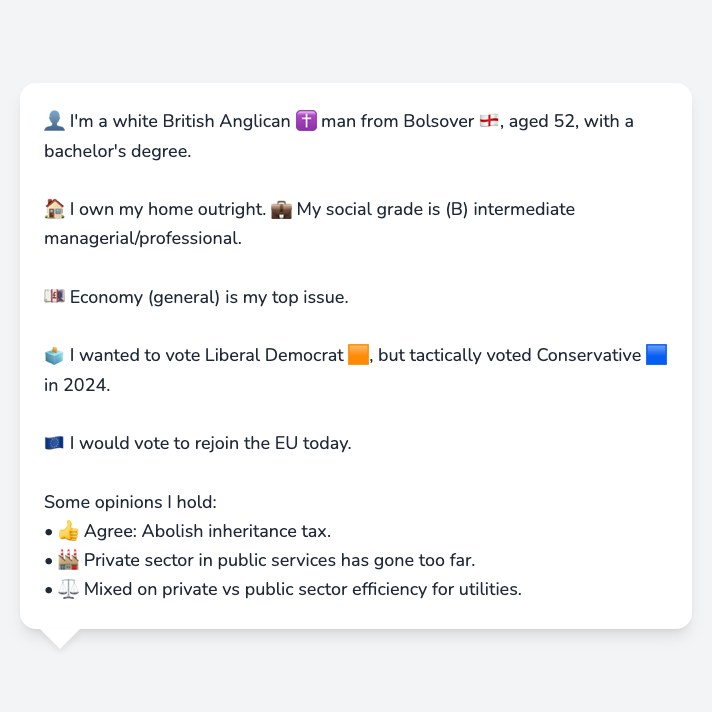 👤 I'm a white British Anglican ✝️ man from Bolsover 🏴󠁧󠁢󠁥󠁮󠁧󠁿, aged 52, with a
bachelor's degree.
🏠 I own my home outright. 💼 My social grade is (B) intermediate
managerial/professional.
💷 Economy (general) is my top issue.
🗳️ I wanted to vote Liberal Democrat 🟧, but tactically voted Conservative 🟦
in 2024.
🇪🇺 I would vote to rejoin the EU today.
Some opinions I hold:
• 👍 Agree: Abolish inheritance tax.
• 🏭 Private sector in public services has gone too far.
• ⚖️ Mixed on private vs public sector efficiency for utilities.